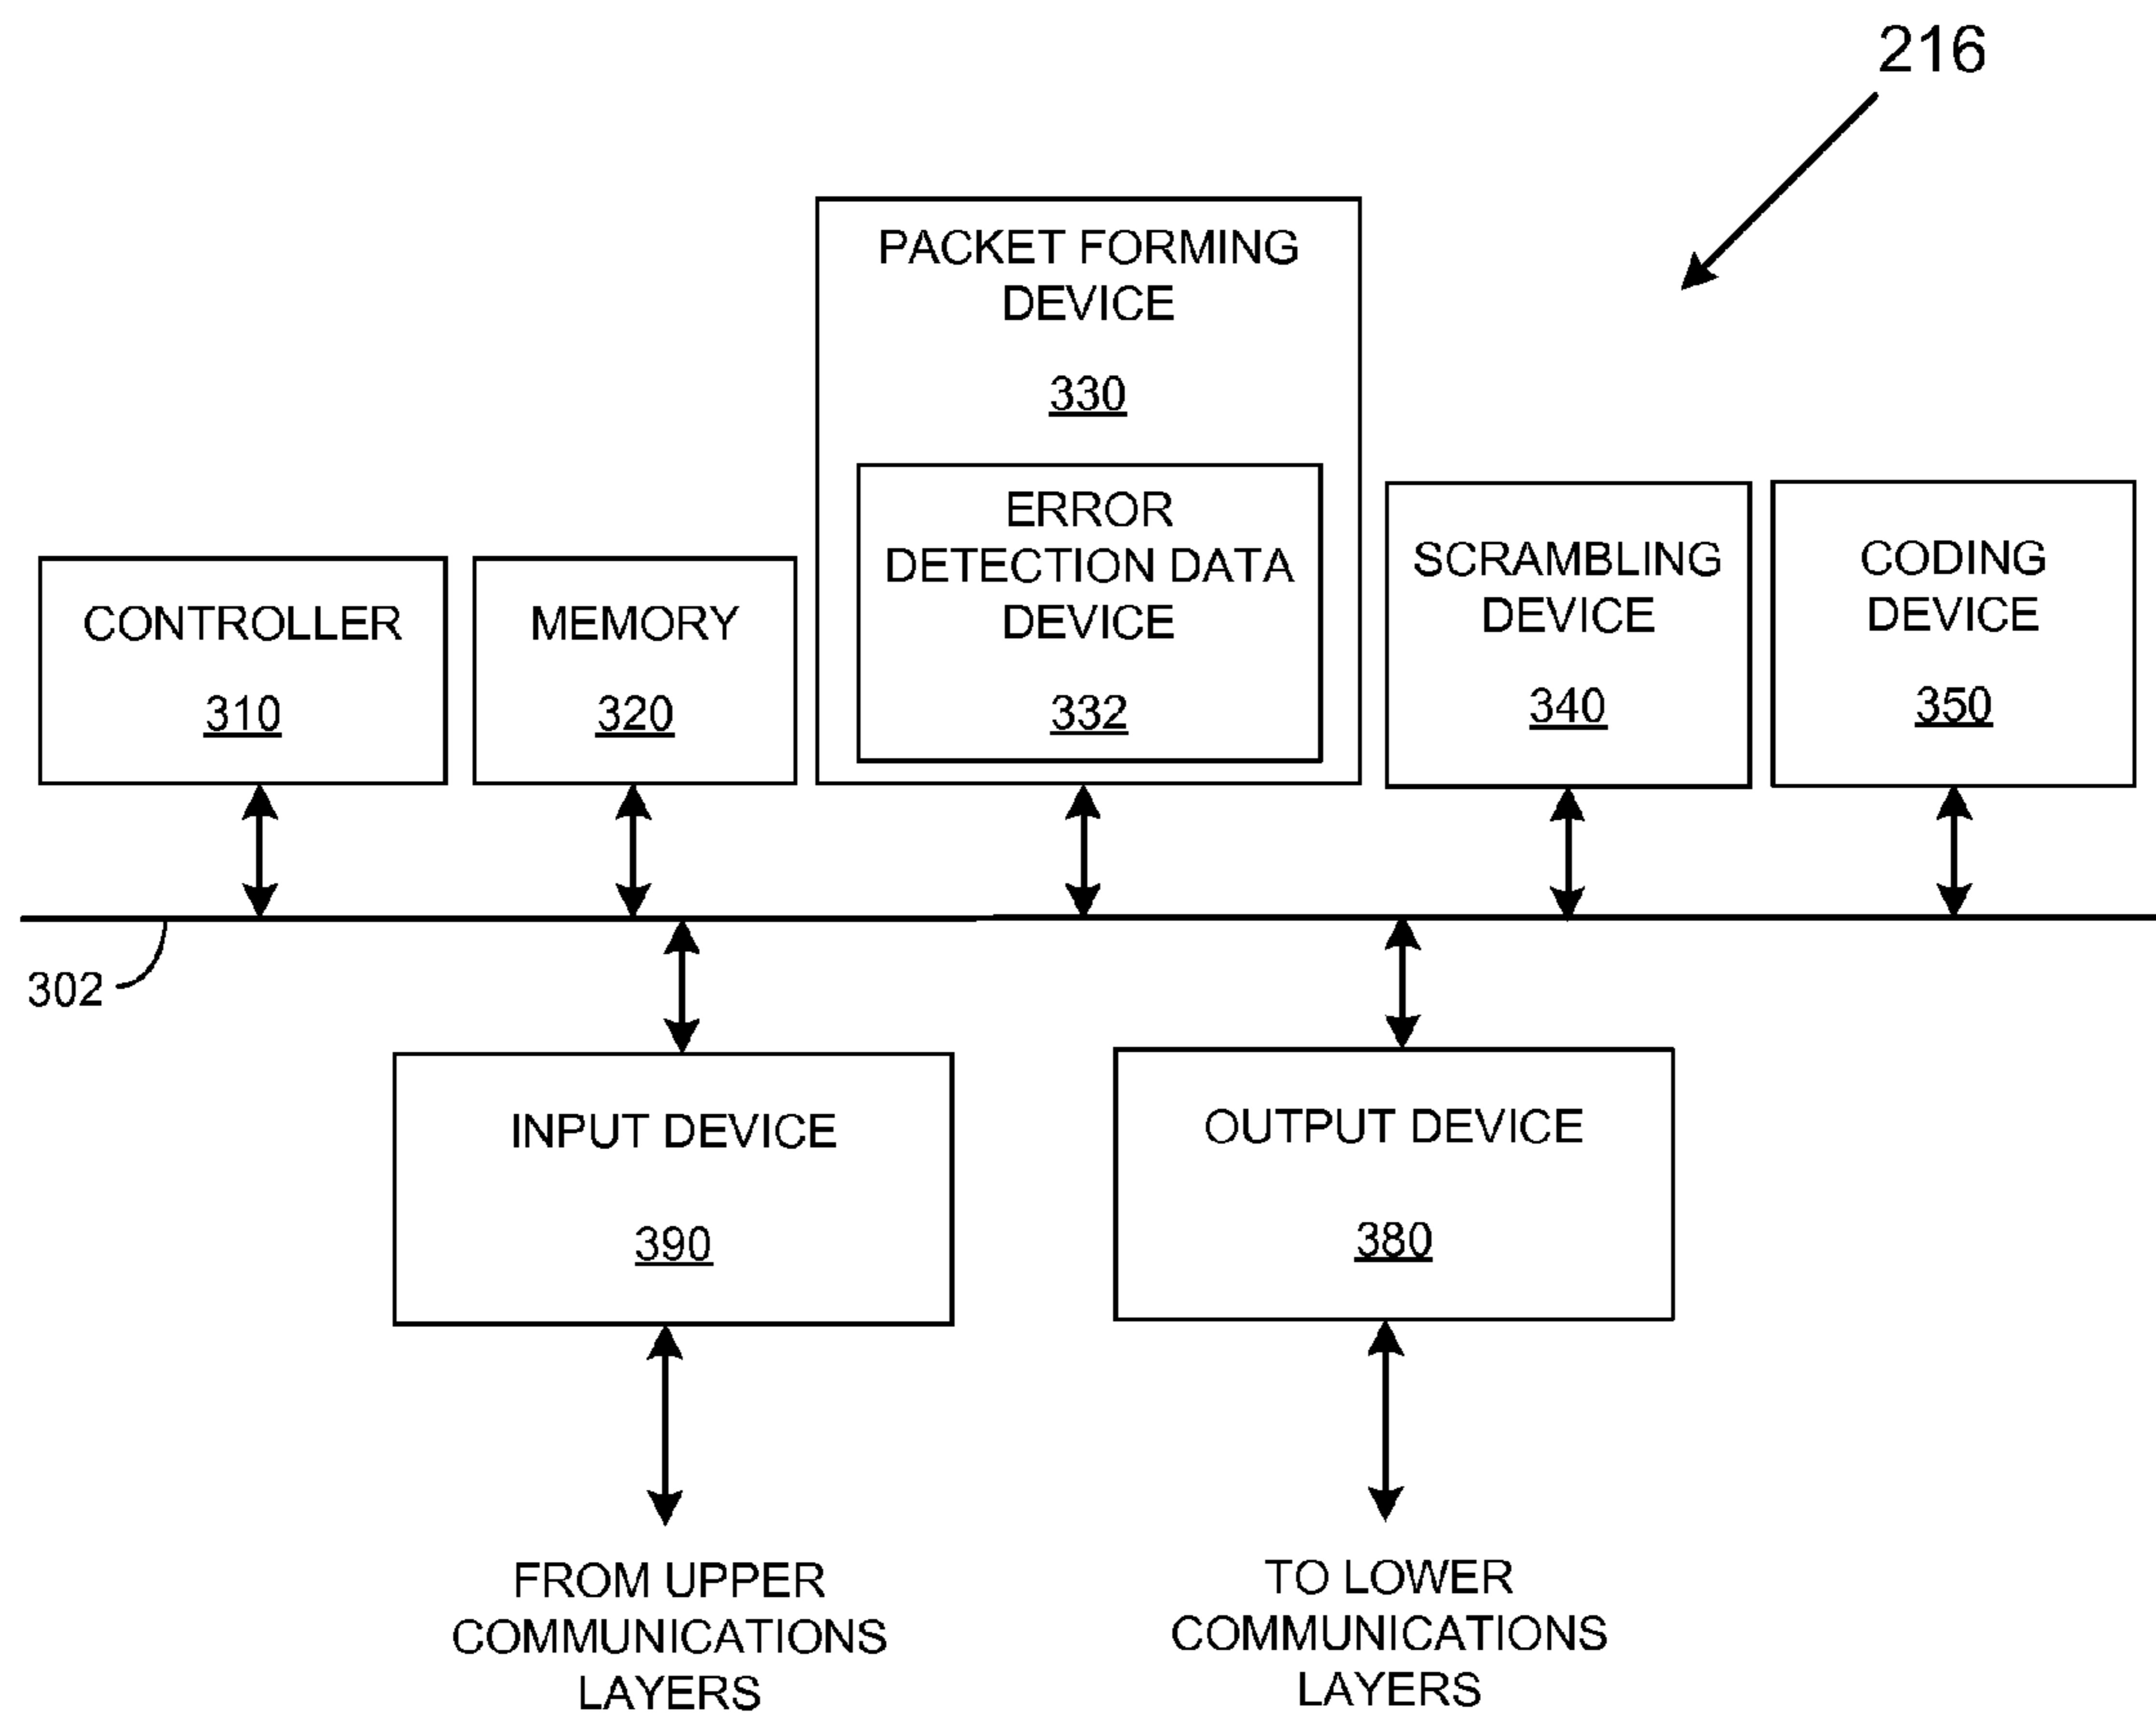 216
PACKET FORMING
DEVICE
330
ERROR
DETECTION DATA
DEVICE
332
CONTROLLER
310
MEMORY
320
SCRAMBLING
DEVICE
340
CODING
DEVICE
350
302
INPUT DEVICE
390
OUTPUT DEVICE
380
FROM UPPER
COMMUNICATIONS
LAYERS
TO LOWER
COMMUNICATIONS
LAYERS